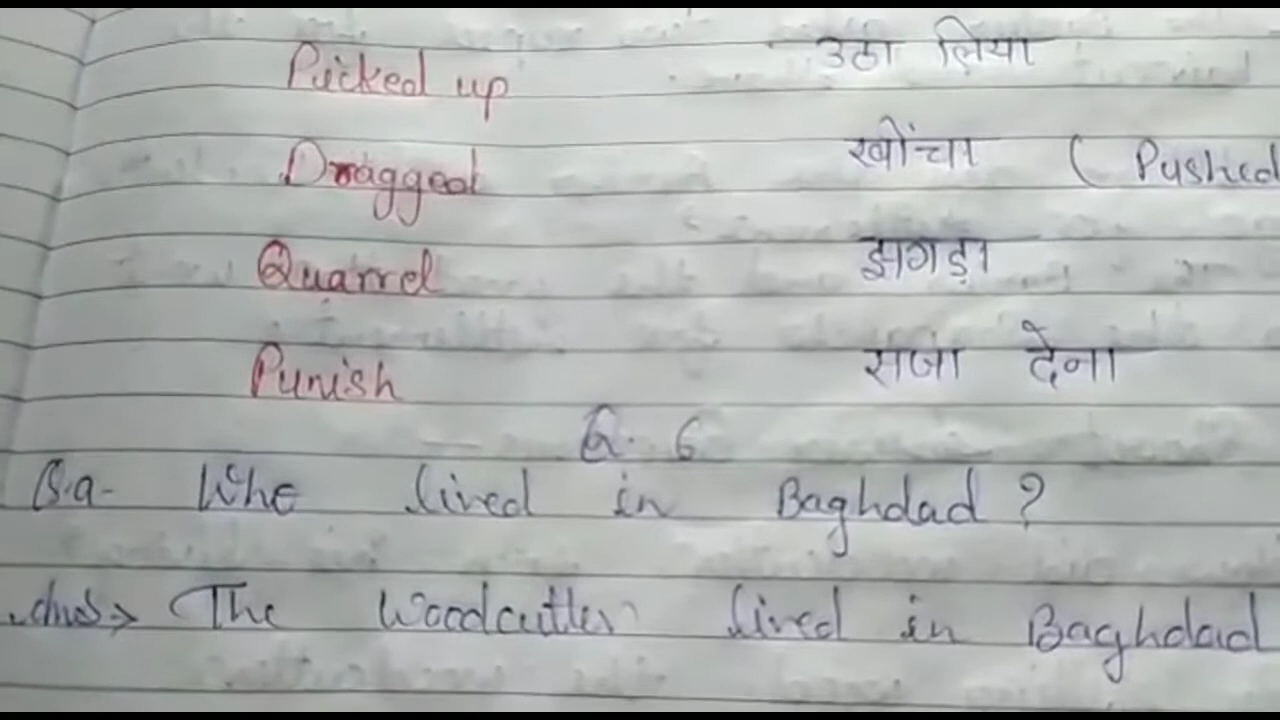 Picked up उठा लिया
Dragged खींचा ( Pushed
Quarrel झगड़ा
Punish सजा देना
Q. 6
Q.a- Who lived in Baghdad ?
Ans→ The Woodcutter lived in Baghdad